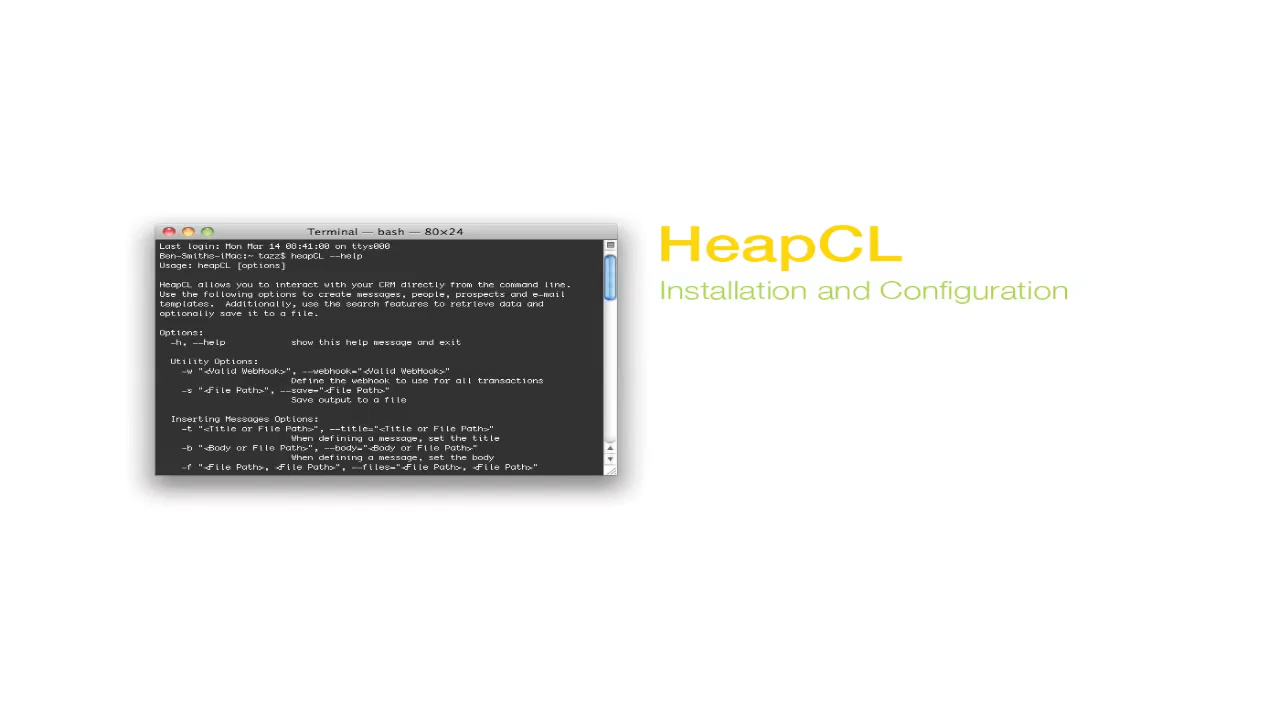 Terminal — bash — 80×24
Last login: Mon Mar 14 08:41:00 on ttys000
Ben-Smiths-iMac:~ tazz$ heapCL --help
Usage: heapCL [options]
HeapCL allows you to interact with your CRM directly from the command line.
Use the following options to create messages, people, prospects and e-mail
templates.  Additionally, use the search features to retrieve data and
optionally save it to a file.
Options:
-h, --help            show this help message and exit
Utility Options:
-w "<Valid WebHook>", --webhook="<Valid WebHook>"
Define the webhook to use for all transactions
-s "<File Path>", --save="<File Path>"
Save output to a file
Inserting Messages Options:
-t "<Title or File Path>", --title="<Title or File Path>"
When defining a message, set the title
-b "<Body or File Path>", --body="<Body or File Path>"
When defining a message, set the body
-f "<File Path>, <File Path>", --files="<File Path>, <File Path>"
HeapCL
Installation and Configuration